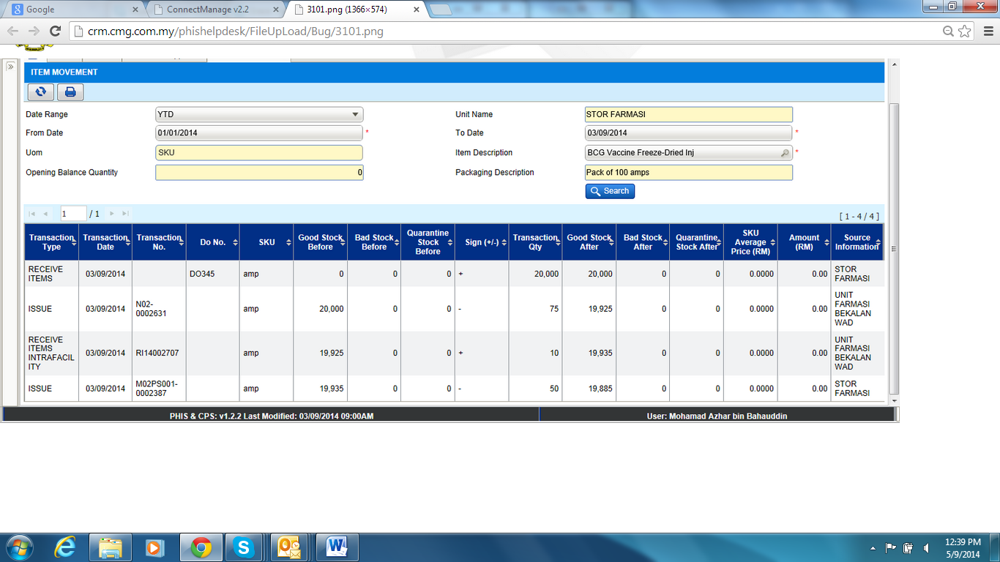 Google
ConnectManage v2.2
3101.png (1366×574)
crm.cmg.com.my/phishelpdesk/FileUpLoad/Bug/3101.png
ITEM MOVEMENT
Date Range YTD Unit Name STOR FARMASI
From Date 01/01/2014 * To Date 03/09/2014 *
Uom SKU Item Description BCG Vaccine Freeze-Dried Inj *
Opening Balance Quantity 0 Packaging Description Pack of 100 amps
Search
1 / 1 [ 1 - 4 / 4 ]
Transaction Type Transaction Date Transaction No. Do No. SKU Good Stock Before Bad Stock Before Quarantine Stock Before Sign (+/-) Transaction Qty Good Stock After Bad Stock After Quarantine Stock After SKU Average Price (RM) Amount (RM) Source Information
RECEIVE ITEMS 03/09/2014 DO345 amp 0 0 0 + 20,000 20,000 0 0 0.0000 0.00 STOR FARMASI
ISSUE 03/09/2014 N02-0002631 amp 20,000 0 0 - 75 19,925 0 0 0.0000 0.00 UNIT FARMASI BEKALAN WAD
RECEIVE ITEMS INTRAFACILITY 03/09/2014 RI14002707 amp 19,925 0 0 + 10 19,935 0 0 0.0000 0.00 UNIT FARMASI BEKALAN WAD
ISSUE 03/09/2014 M02PS001-0002387 amp 19,935 0 0 - 50 19,885 0 0 0.0000 0.00 STOR FARMASI
PHIS & CPS: v1.2.2 Last Modified: 03/09/2014 09:00AM User: Mohamad Azhar bin Bahauddin
12:39 PM
5/9/2014